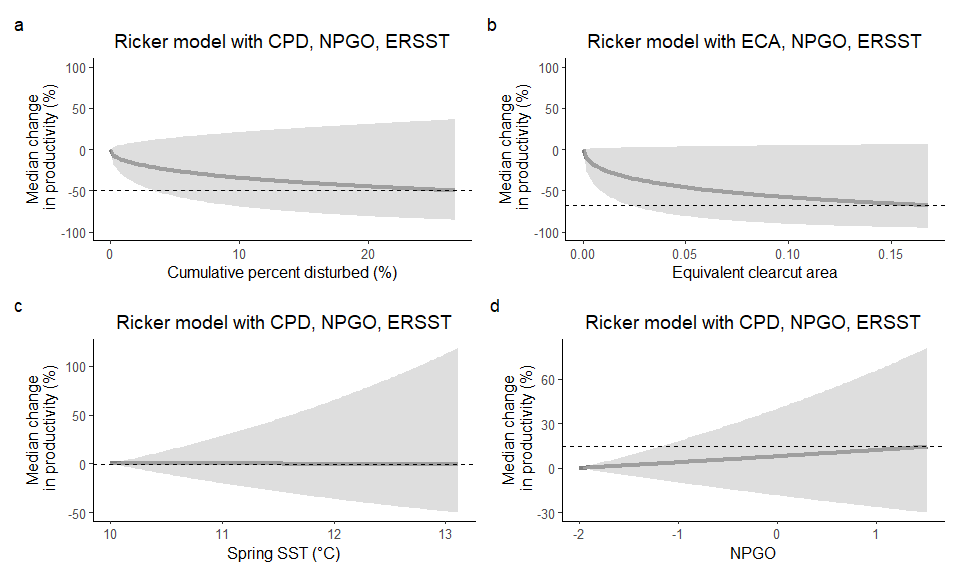 a
Ricker model with CPD, NPGO, ERSST
Median change
in productivity (%)
100
50
0
-50
-100
0
10
20
Cumulative percent disturbed (%)
b
Ricker model with ECA, NPGO, ERSST
Median change
in productivity (%)
100
50
0
-50
-100
0.00
0.05
0.10
0.15
Equivalent clearcut area
c
Ricker model with CPD, NPGO, ERSST
Median change
in productivity (%)
100
50
0
-50
10
11
12
13
Spring SST (°C)
d
Ricker model with CPD, NPGO, ERSST
Median change
in productivity (%)
60
30
0
-30
-2
-1
0
1
NPGO